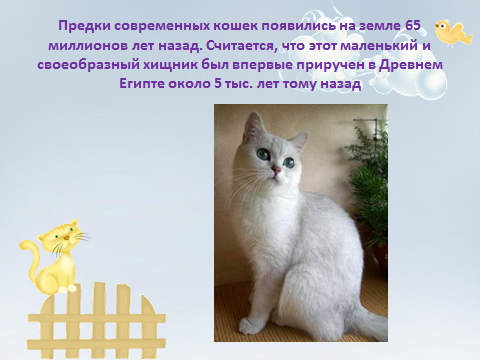 Предки современных кошек появились на земле 65
миллионов лет назад. Считается, что этот маленький и
своеобразный хищник был впервые приручен в Древнем
Египте около 5 тыс. лет тому назад